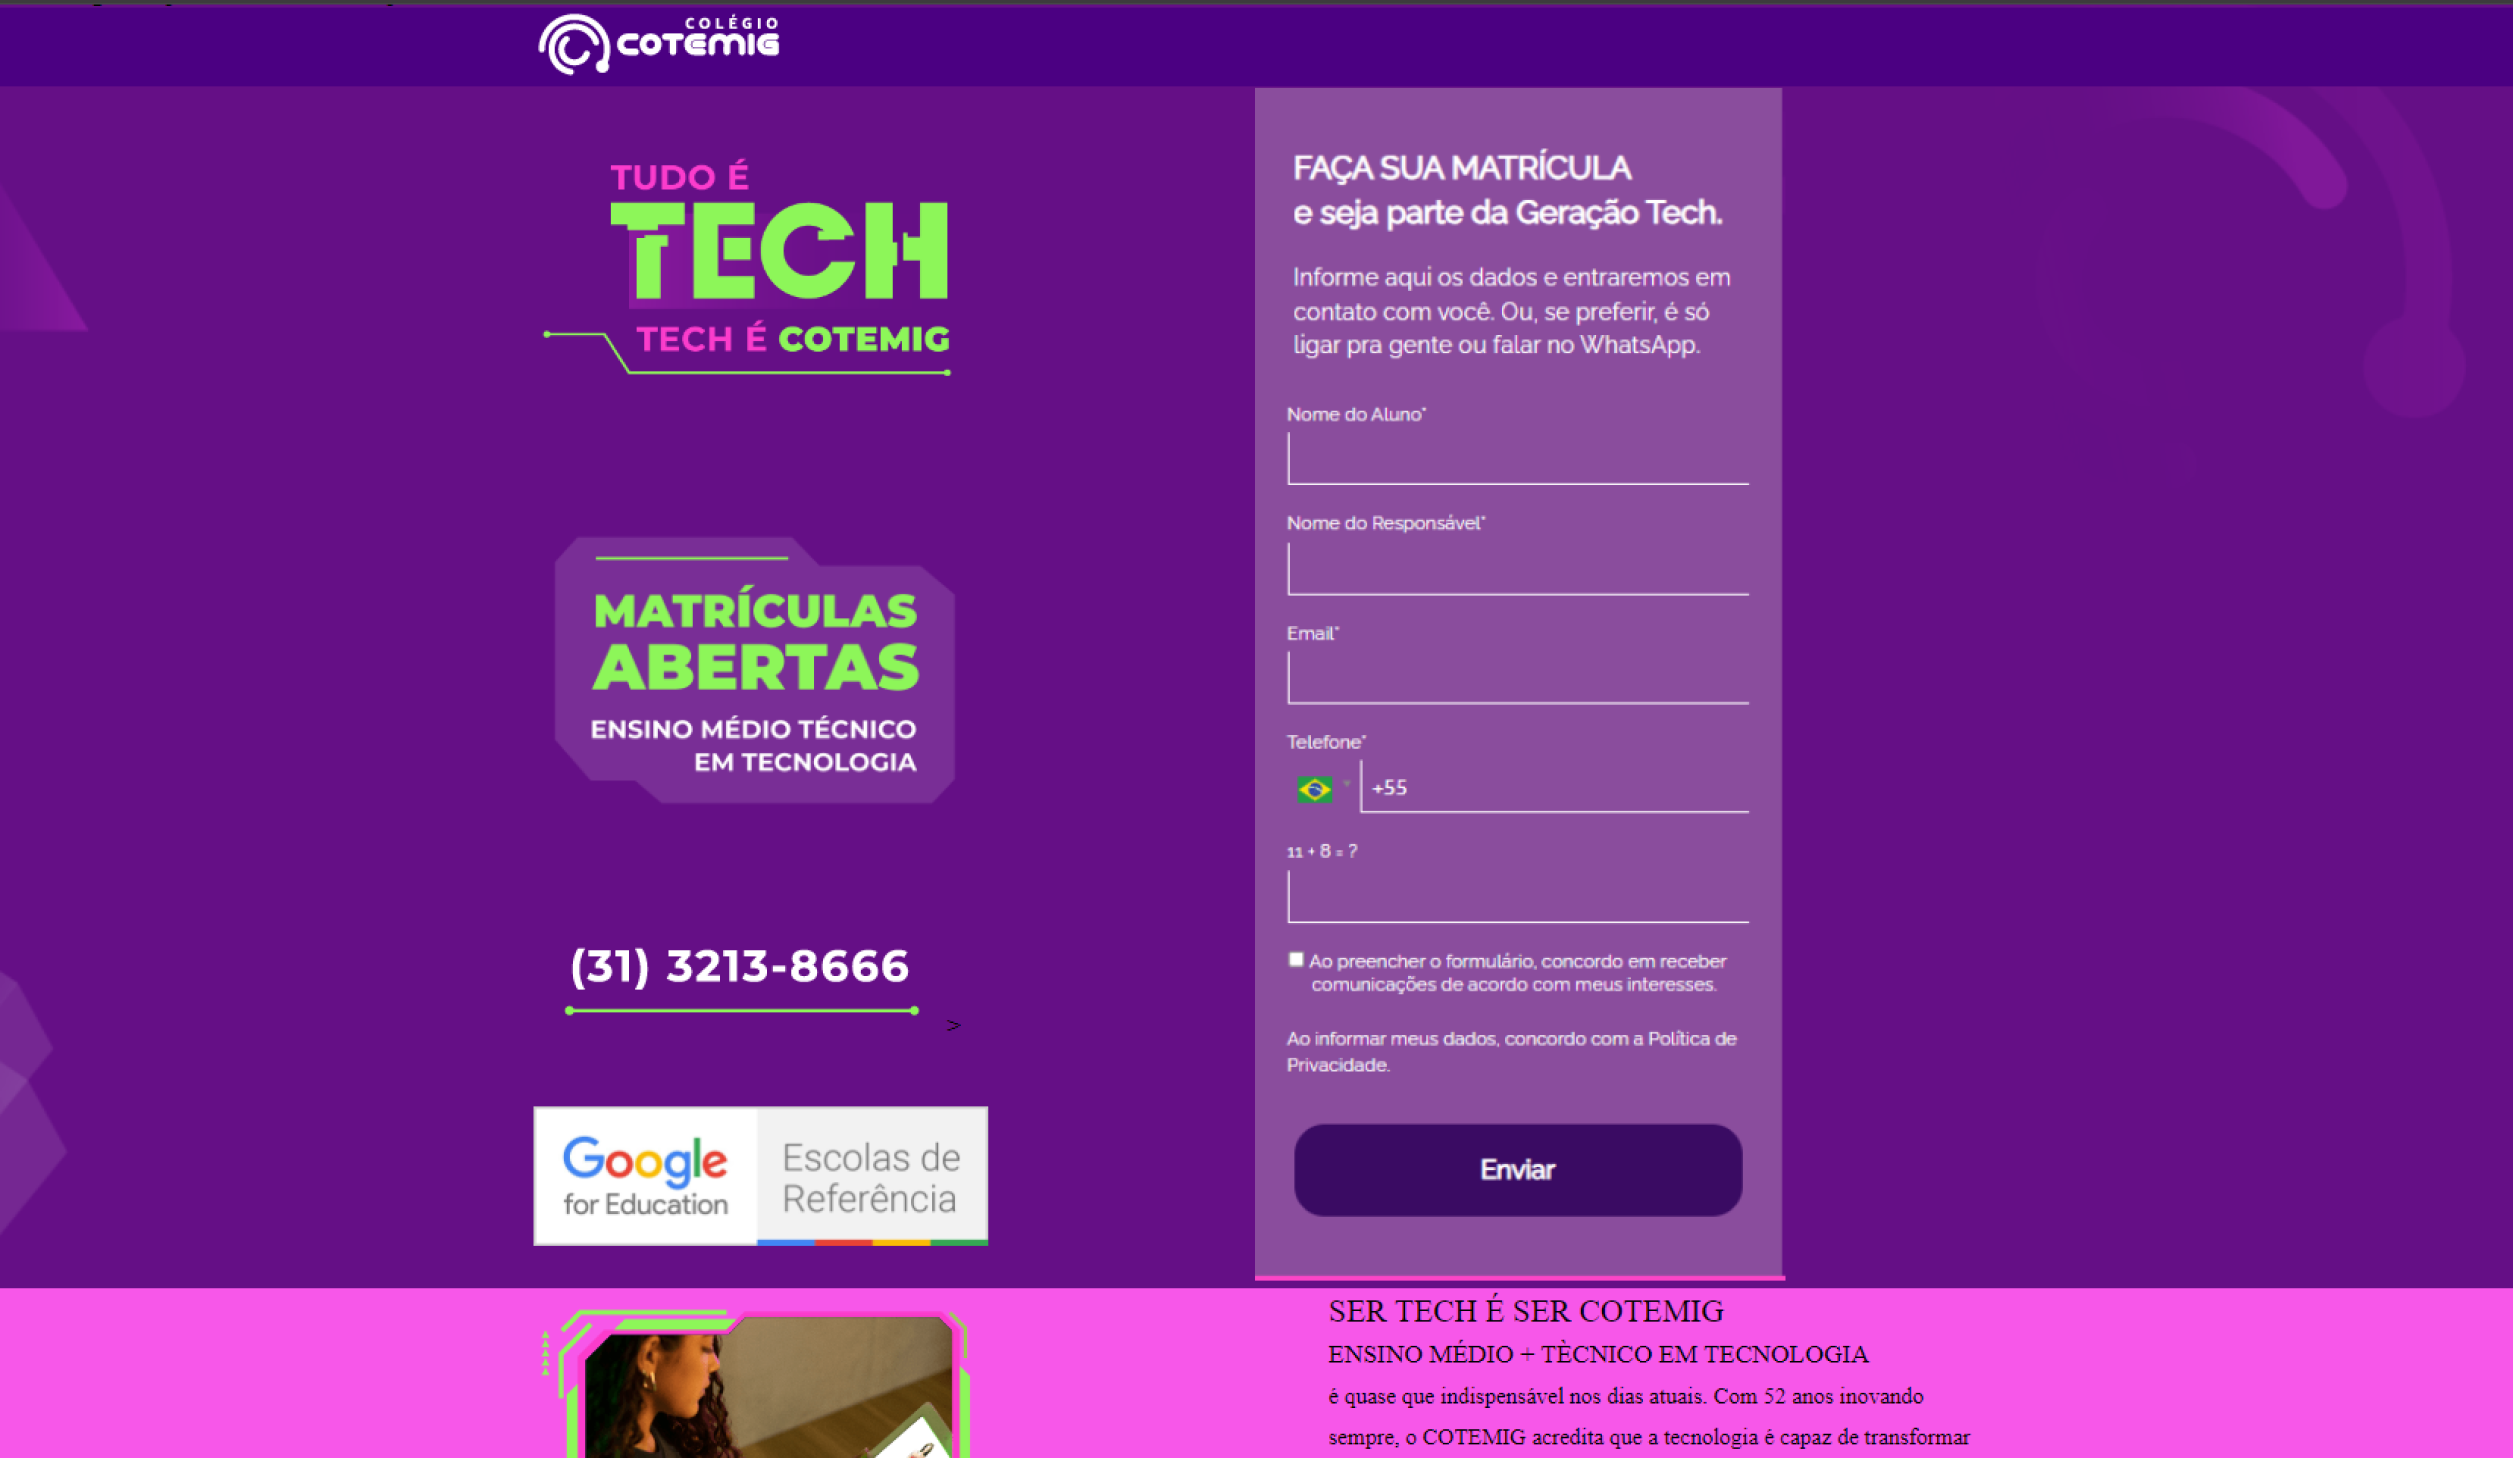 COLÉGIO
COTEMIG
TUDO É
TECH
TECH É COTEMIG
MATRÍCULAS
ABERTAS
ENSINO MÉDIO TÉCNICO
EM TECNOLOGIA
(31) 3213-8666
>
Google
for Education
Escolas de
Referência
FAÇA SUA MATRÍCULA
e seja parte da Geração Tech.
Informe aqui os dados e entraremos em
contato com você. Ou, se preferir, é só
ligar pra gente ou falar no WhatsApp.
Nome do Aluno*
Nome do Responsável*
Email*
Telefone*
+55
11 + 8 = ?
Ao preencher o formulário, concordo em receber
comunicações de acordo com meus interesses.
Ao informar meus dados, concordo com a Política de
Privacidade.
Enviar
SER TECH É SER COTEMIG
ENSINO MÉDIO + TÈCNICO EM TECNOLOGIA
é quase que indispensável nos dias atuais. Com 52 anos inovando
sempre, o COTEMIG acredita que a tecnologia é capaz de transformar